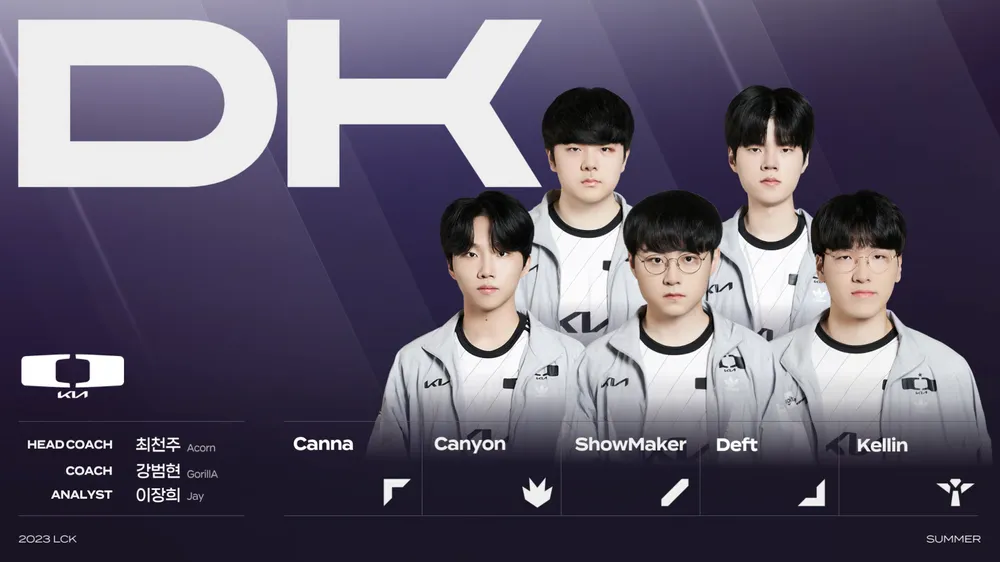 DK
KIA
HEAD COACH 최천주 Acorn
COACH 강범현 GorillA
ANALYST 이장희 Jay
Canna
Canyon
ShowMaker
Deft
Kellin
2023 LCK
SUMMER